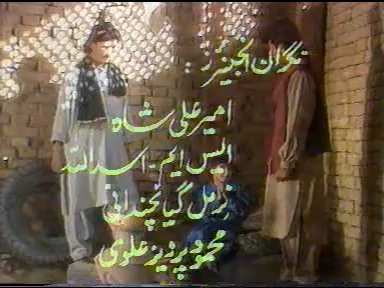 نگران انجینئرز:
امیر علی شاہ
ایس ایم۔ اسد اللہ
نرمل گیانچندانی
محمود پرویز علوی